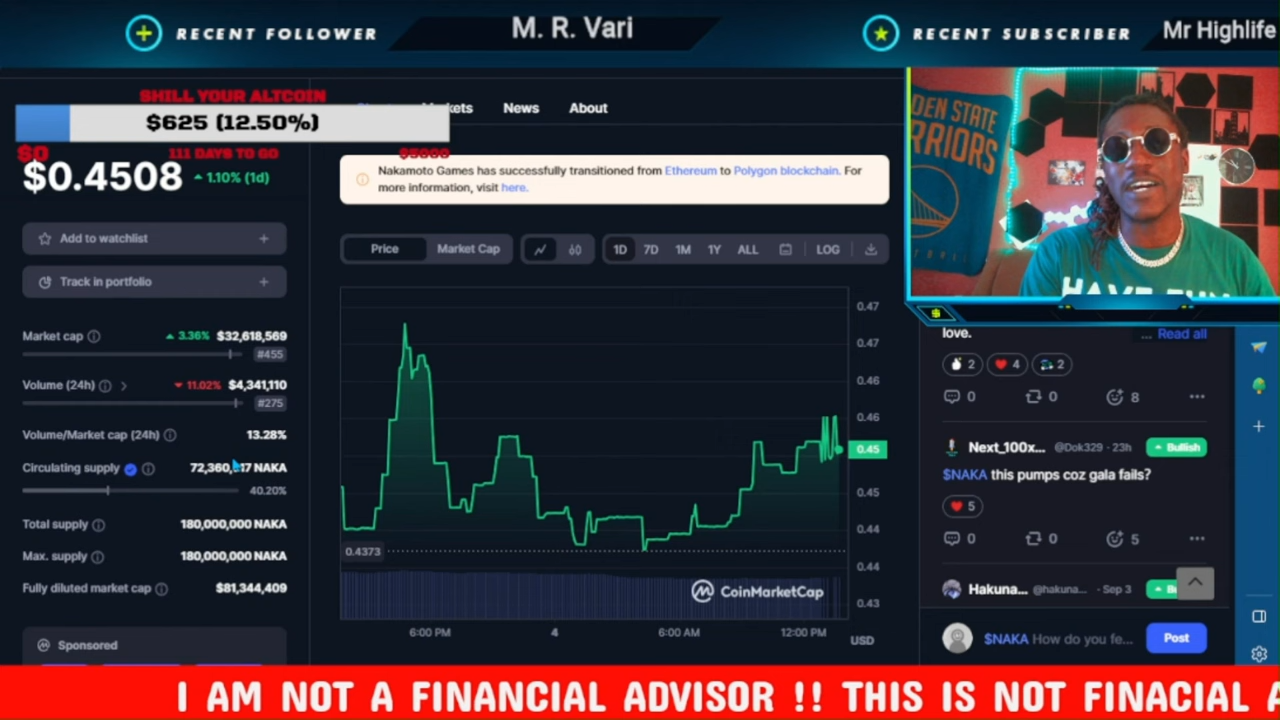 RECENT FOLLOWER
M. R. Vari
RECENT SUBSCRIBER
Mr Highlife
SHILL YOUR ALTCOIN
$625 (12.50%)
$0
111 DAYS TO GO
$5000
News
About
$0.4508
1.10% (1d)
Nakamoto Games has successfully transitioned from Ethereum to Polygon blockchain. For
more information, visit here.
Add to watchlist
+
Track in portfolio
+
Price
Market Cap
1D
7D
1M
1Y
ALL
LOG
Market cap
3.36%
$32,618,569
#455
Volume (24h)
11.02%
$4,341,110
#275
Volume/Market cap (24h)
13.28%
Circulating supply
NAKA
40.20%
Total supply
180,000,000 NAKA
Max. supply
180,000,000 NAKA
Fully diluted market cap
$81,344,409
Sponsored
0.47
0.47
0.46
0.46
0.45
0.45
0.44
0.44
0.43
0.4373
CoinMarketCap
6:00 PM
4
6:00 AM
12:00 PM
USD
DEN STATE
RRIORS
HAVE FUN
love.
... Read all
2
4
2
0
0
8
Next_100x...
@Dok329 · 23h
Bullish
$NAKA this pumps coz gala fails?
5
0
0
5
Hakuna...
@hakuna... · Sep 3
$NAKA How do you fe...
Post
I AM NOT A FINANCIAL ADVISOR !! THIS IS NOT FINACIAL A